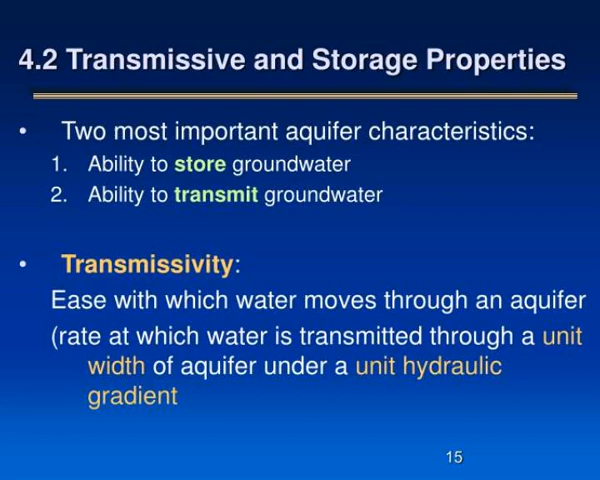 4.2 Transmissive and Storage Properties
• Two most important aquifer characteristics:
1. Ability to store groundwater
2. Ability to transmit groundwater
• Transmissivity:
Ease with which water moves through an aquifer
(rate at which water is transmitted through a unit
width of aquifer under a unit hydraulic
gradient
15